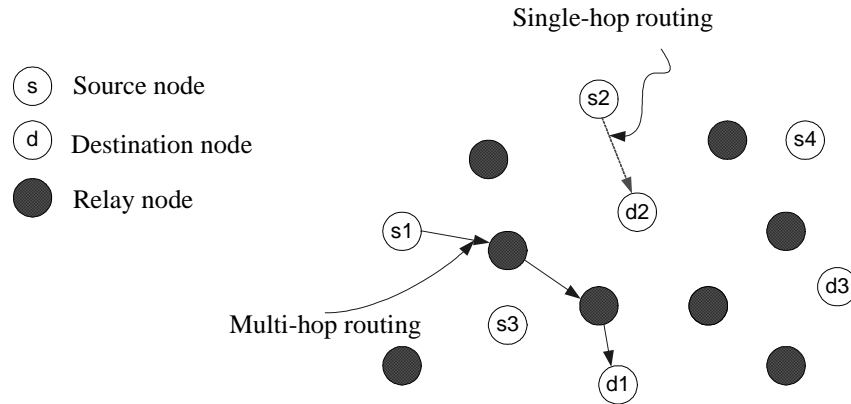 Single-hop routing
s Source node
d Destination node
Relay node
s2
s4
d2
s1
d3
Multi-hop routing
s3
d1